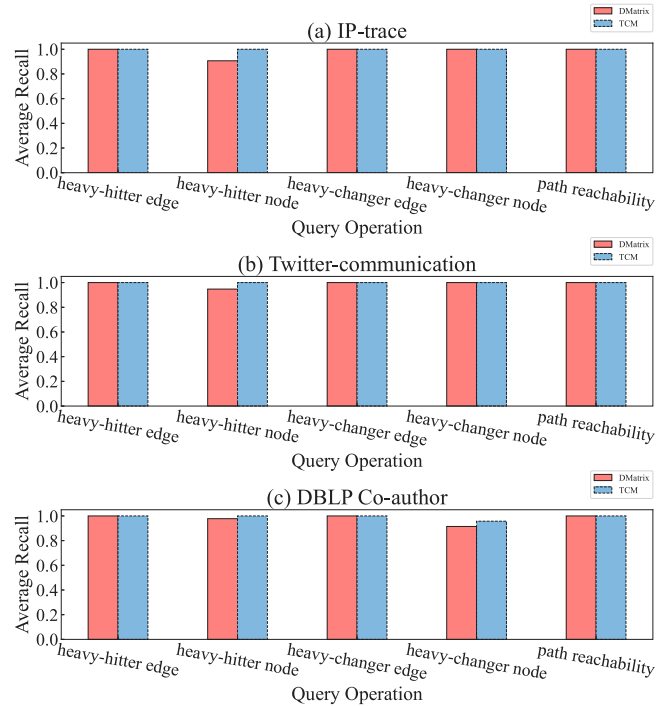 (a) IP-trace
DMatrix
TCM
Average Recall
1.0
0.8
0.6
0.4
0.2
0.0
heavy-hitter edge
heavy-hitter node
heavy-changer edge
heavy-changer node
path reachability
Query Operation
(b) Twitter-communication
DMatrix
TCM
Average Recall
1.0
0.8
0.6
0.4
0.2
0.0
heavy-hitter edge
heavy-hitter node
heavy-changer edge
heavy-changer node
path reachability
Query Operation
(c) DBLP Co-author
DMatrix
TCM
Average Recall
1.0
0.8
0.6
0.4
0.2
0.0
heavy-hitter edge
heavy-hitter node
heavy-changer edge
heavy-changer node
path reachability
Query Operation